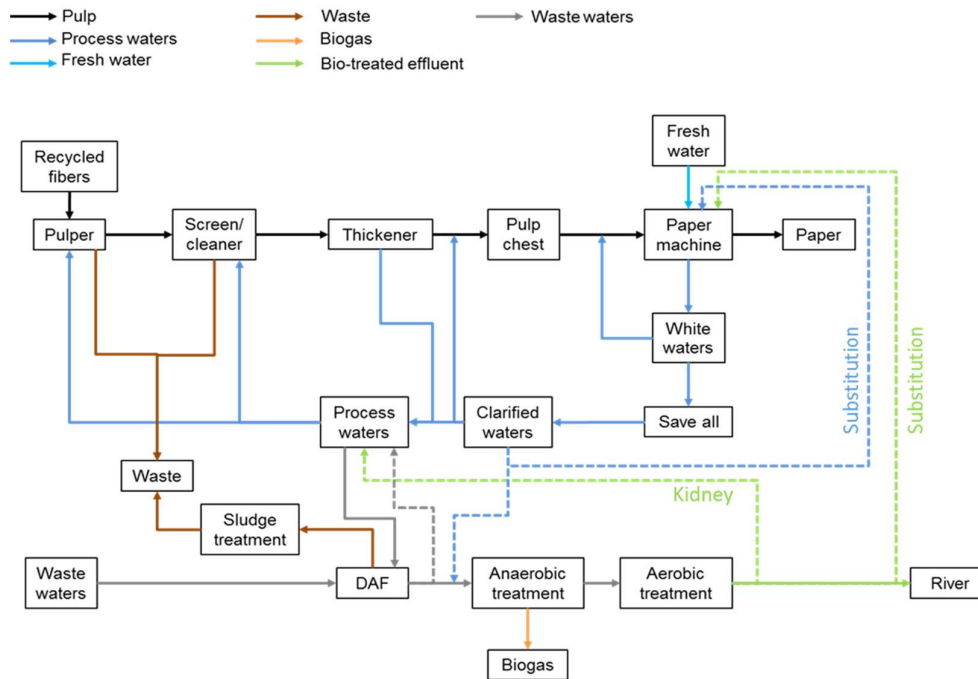 Pulp
Waste
Waste waters
Process waters
Biogas
Fresh water
Bio-treated effluent
Fresh
water
Recycled
fibers
Pulper
Screen/
cleaner
Thickener
Pulp
chest
Paper
machine
Paper
White
waters
Substitution
Substitution
Process
waters
Clarified
waters
Save all
Waste
Kidney
Sludge
treatment
Waste
waters
DAF
Anaerobic
treatment
Aerobic
treatment
River
Biogas